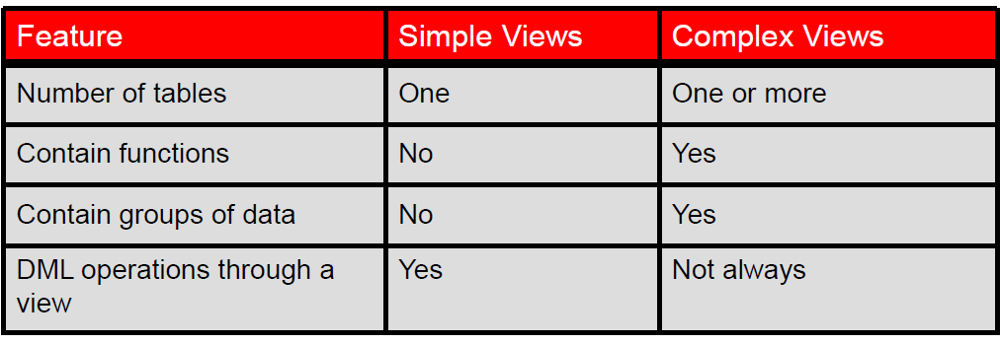 Feature Simple Views Complex Views
Number of tables One One or more
Contain functions No Yes
Contain groups of data No Yes
DML operations through a Yes Not always
view